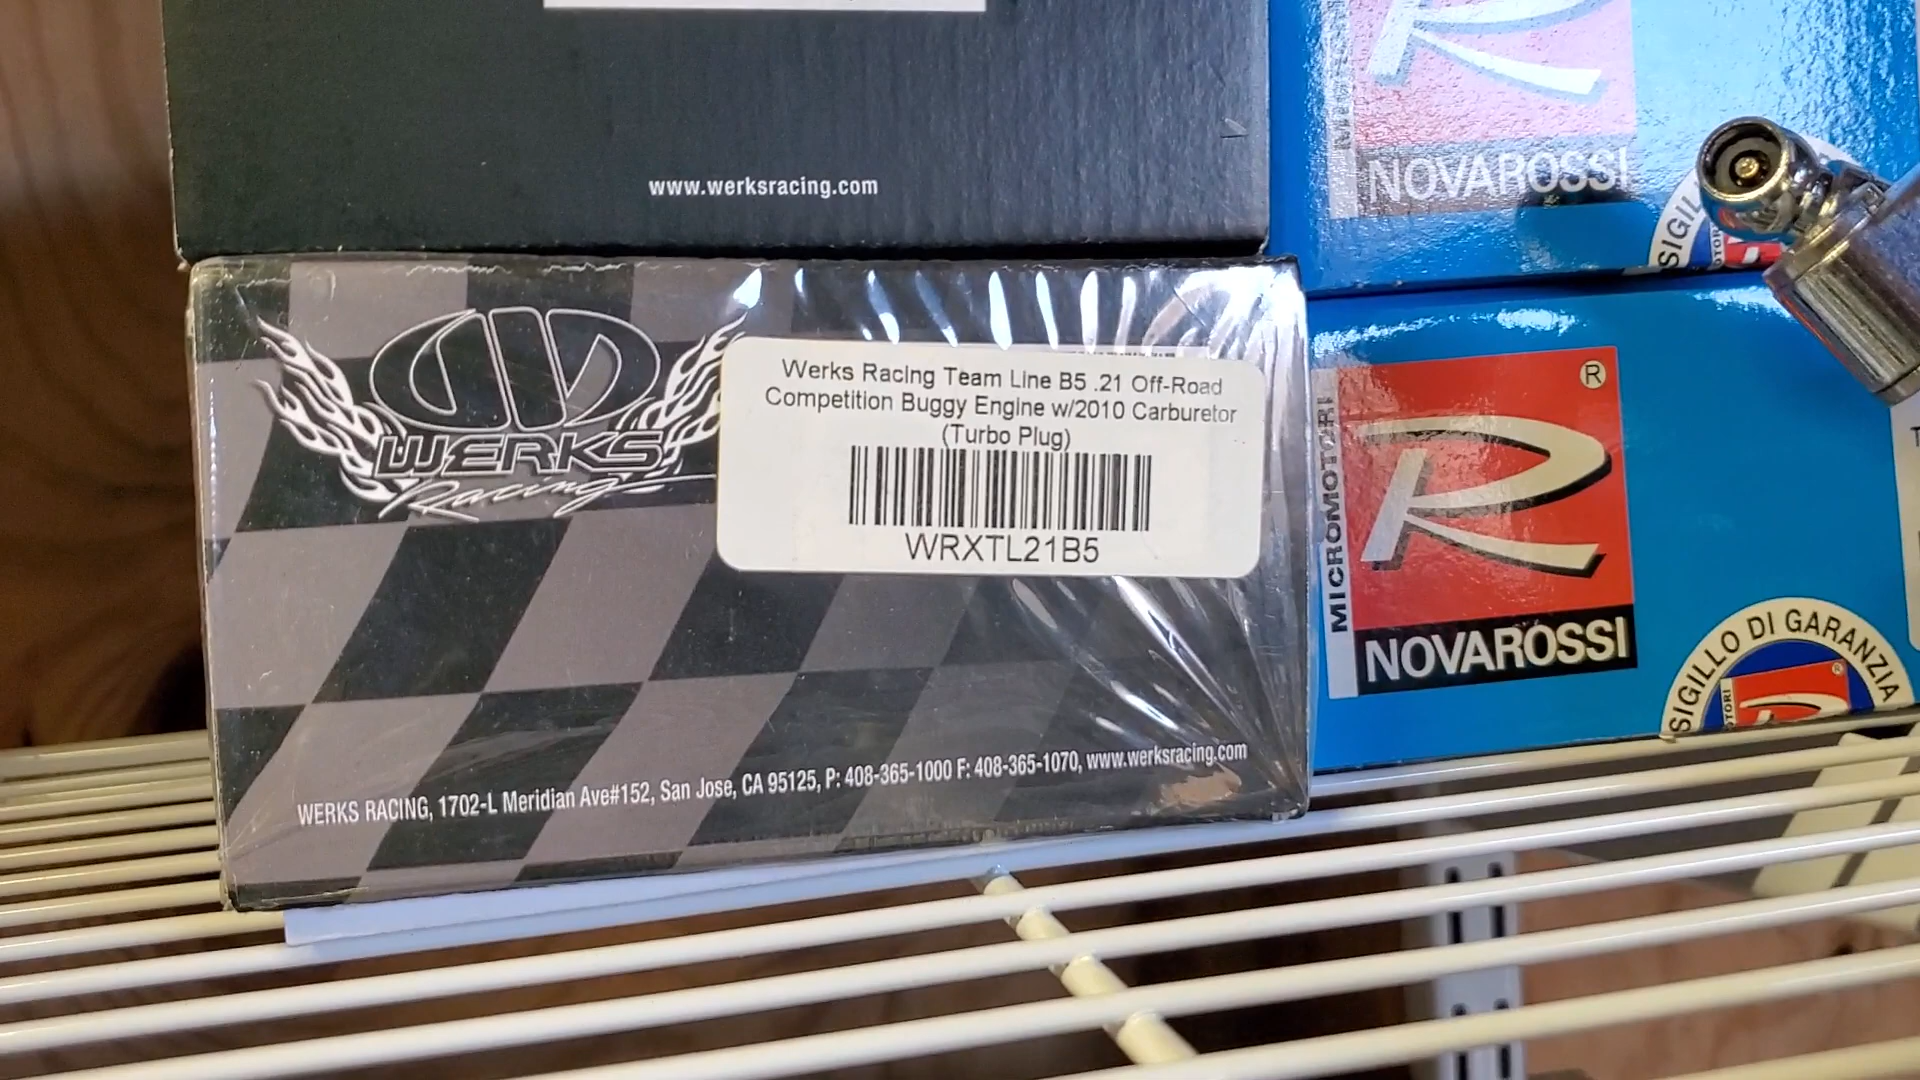 www.werksracing.com
WERKS
Racing
Werks Racing Team Line B5 .21 Off-Road
Competition Buggy Engine w/2010 Carburetor
(Turbo Plug)
WRXTL21B5
WERKS RACING, 1702-L Meridian Ave#152, San Jose, CA 95125, P: 408-365-1000 F: 408-365-1070, www.werksracing.com
R
NOVAROSSI
SIGIL
MICROMOTORI
R
®
NOVAROSSI
SIGILLO DI GARANZIA